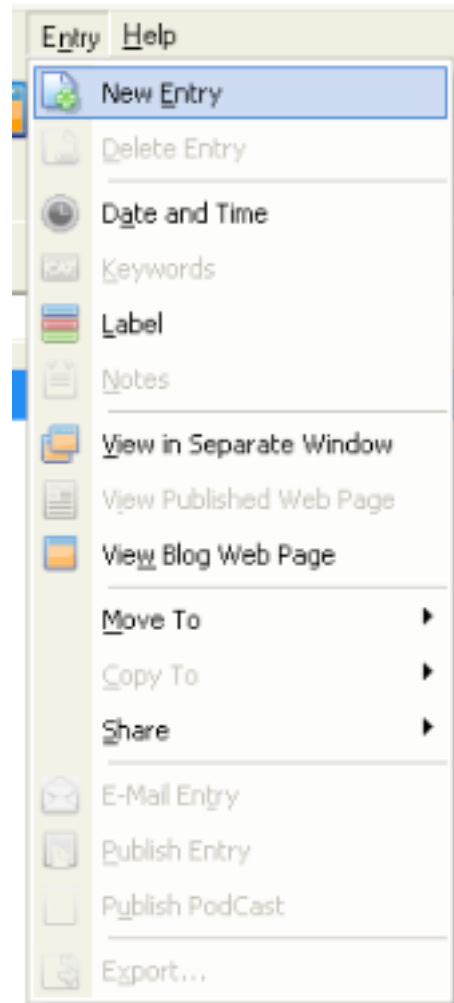 Entry Help
New Entry
Delete Entry
Date and Time
Keywords
Label
Notes
View in Separate Window
View Published Web Page
View Blog Web Page
Move To
Copy To
Share
E-Mail Entry
Publish Entry
Publish PodCast
Export...